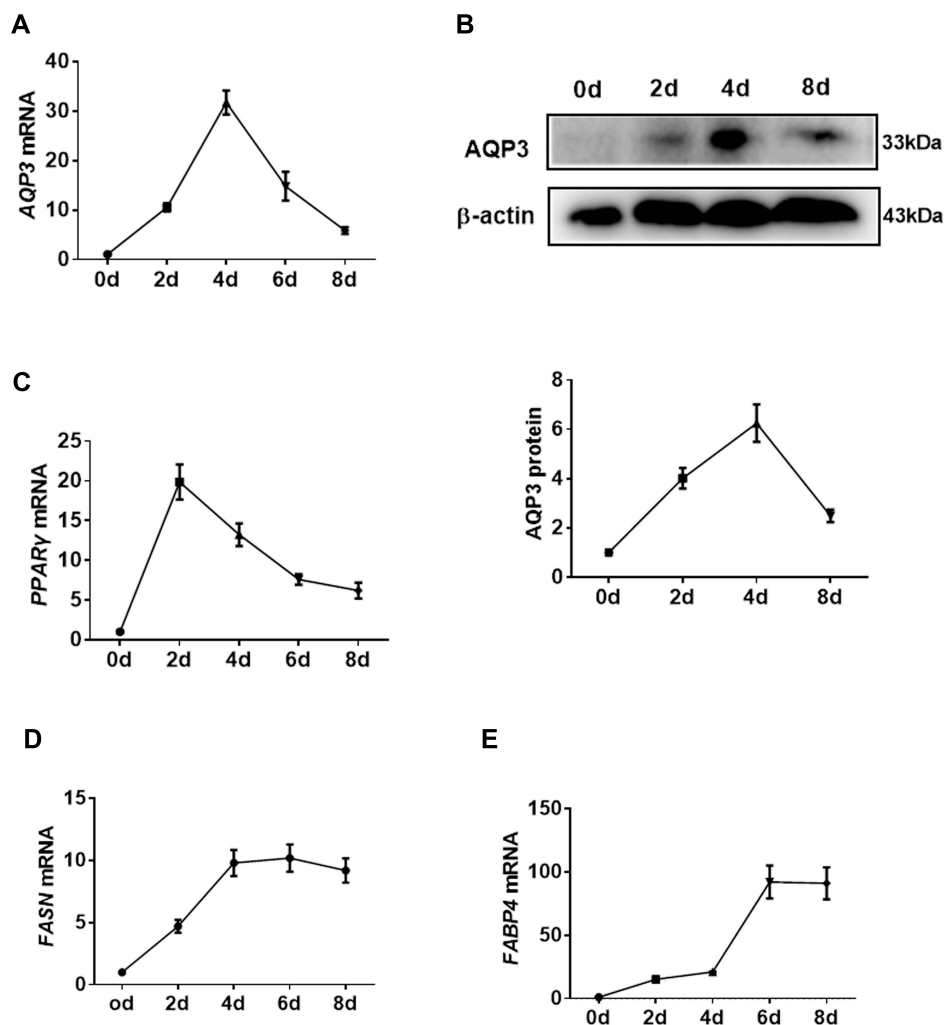 A
AQP3 mRNA
40
30
20
10
0
0d 2d 4d 6d 8d
B
0d 2d 4d 8d
AQP3 33kDa
β-actin 43kDa
AQP3 protein
8
6
4
2
0
0d 2d 4d 8d
C
PPARγ mRNA
25
20
15
10
5
0
0d 2d 4d 6d 8d
D
FASN mRNA
15
10
5
0
od 2d 4d 6d 8d
E
FABP4 mRNA
150
100
50
0
0d 2d 4d 6d 8d